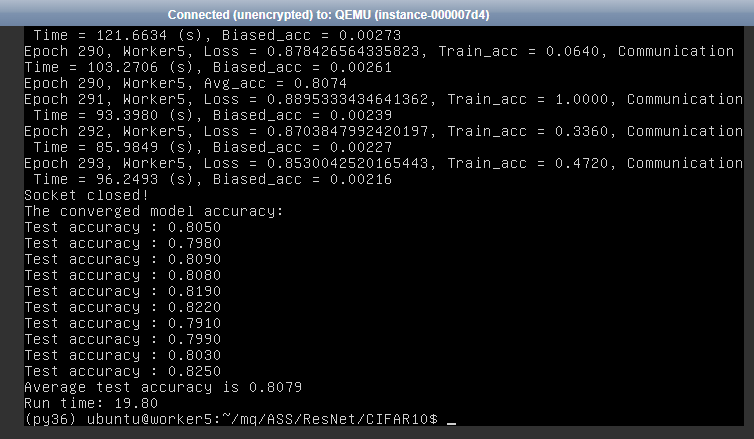 Connected (unencrypted) to: QEMU (instance-000007d4)
Time = 121.6634 (s), Biased_acc = 0.00273
Epoch 290, Worker5, Loss = 0.878426564335823, Train_acc = 0.0640, Communication
Time = 103.2706 (s), Biased_acc = 0.00261
Epoch 290, Worker5, Avg_acc = 0.8074
Epoch 291, Worker5, Loss = 0.8895333434641362, Train_acc = 1.0000, Communication
Time = 93.3980 (s), Biased_acc = 0.00239
Epoch 292, Worker5, Loss = 0.8703847992420197, Train_acc = 0.3360, Communication
Time = 85.9849 (s), Biased_acc = 0.00227
Epoch 293, Worker5, Loss = 0.8530042520165443, Train_acc = 0.4720, Communication
Time = 96.2493 (s), Biased_acc = 0.00216
Socket closed!
The converged model accuracy:
Test accuracy : 0.8050
Test accuracy : 0.7980
Test accuracy : 0.8090
Test accuracy : 0.8080
Test accuracy : 0.8190
Test accuracy : 0.8220
Test accuracy : 0.7910
Test accuracy : 0.7990
Test accuracy : 0.8030
Test accuracy : 0.8250
Average test accuracy is 0.8079
Run time: 19.80
(py36) ubuntu@worker5:~/mq/ASS/ResNet/CIFAR10$ _